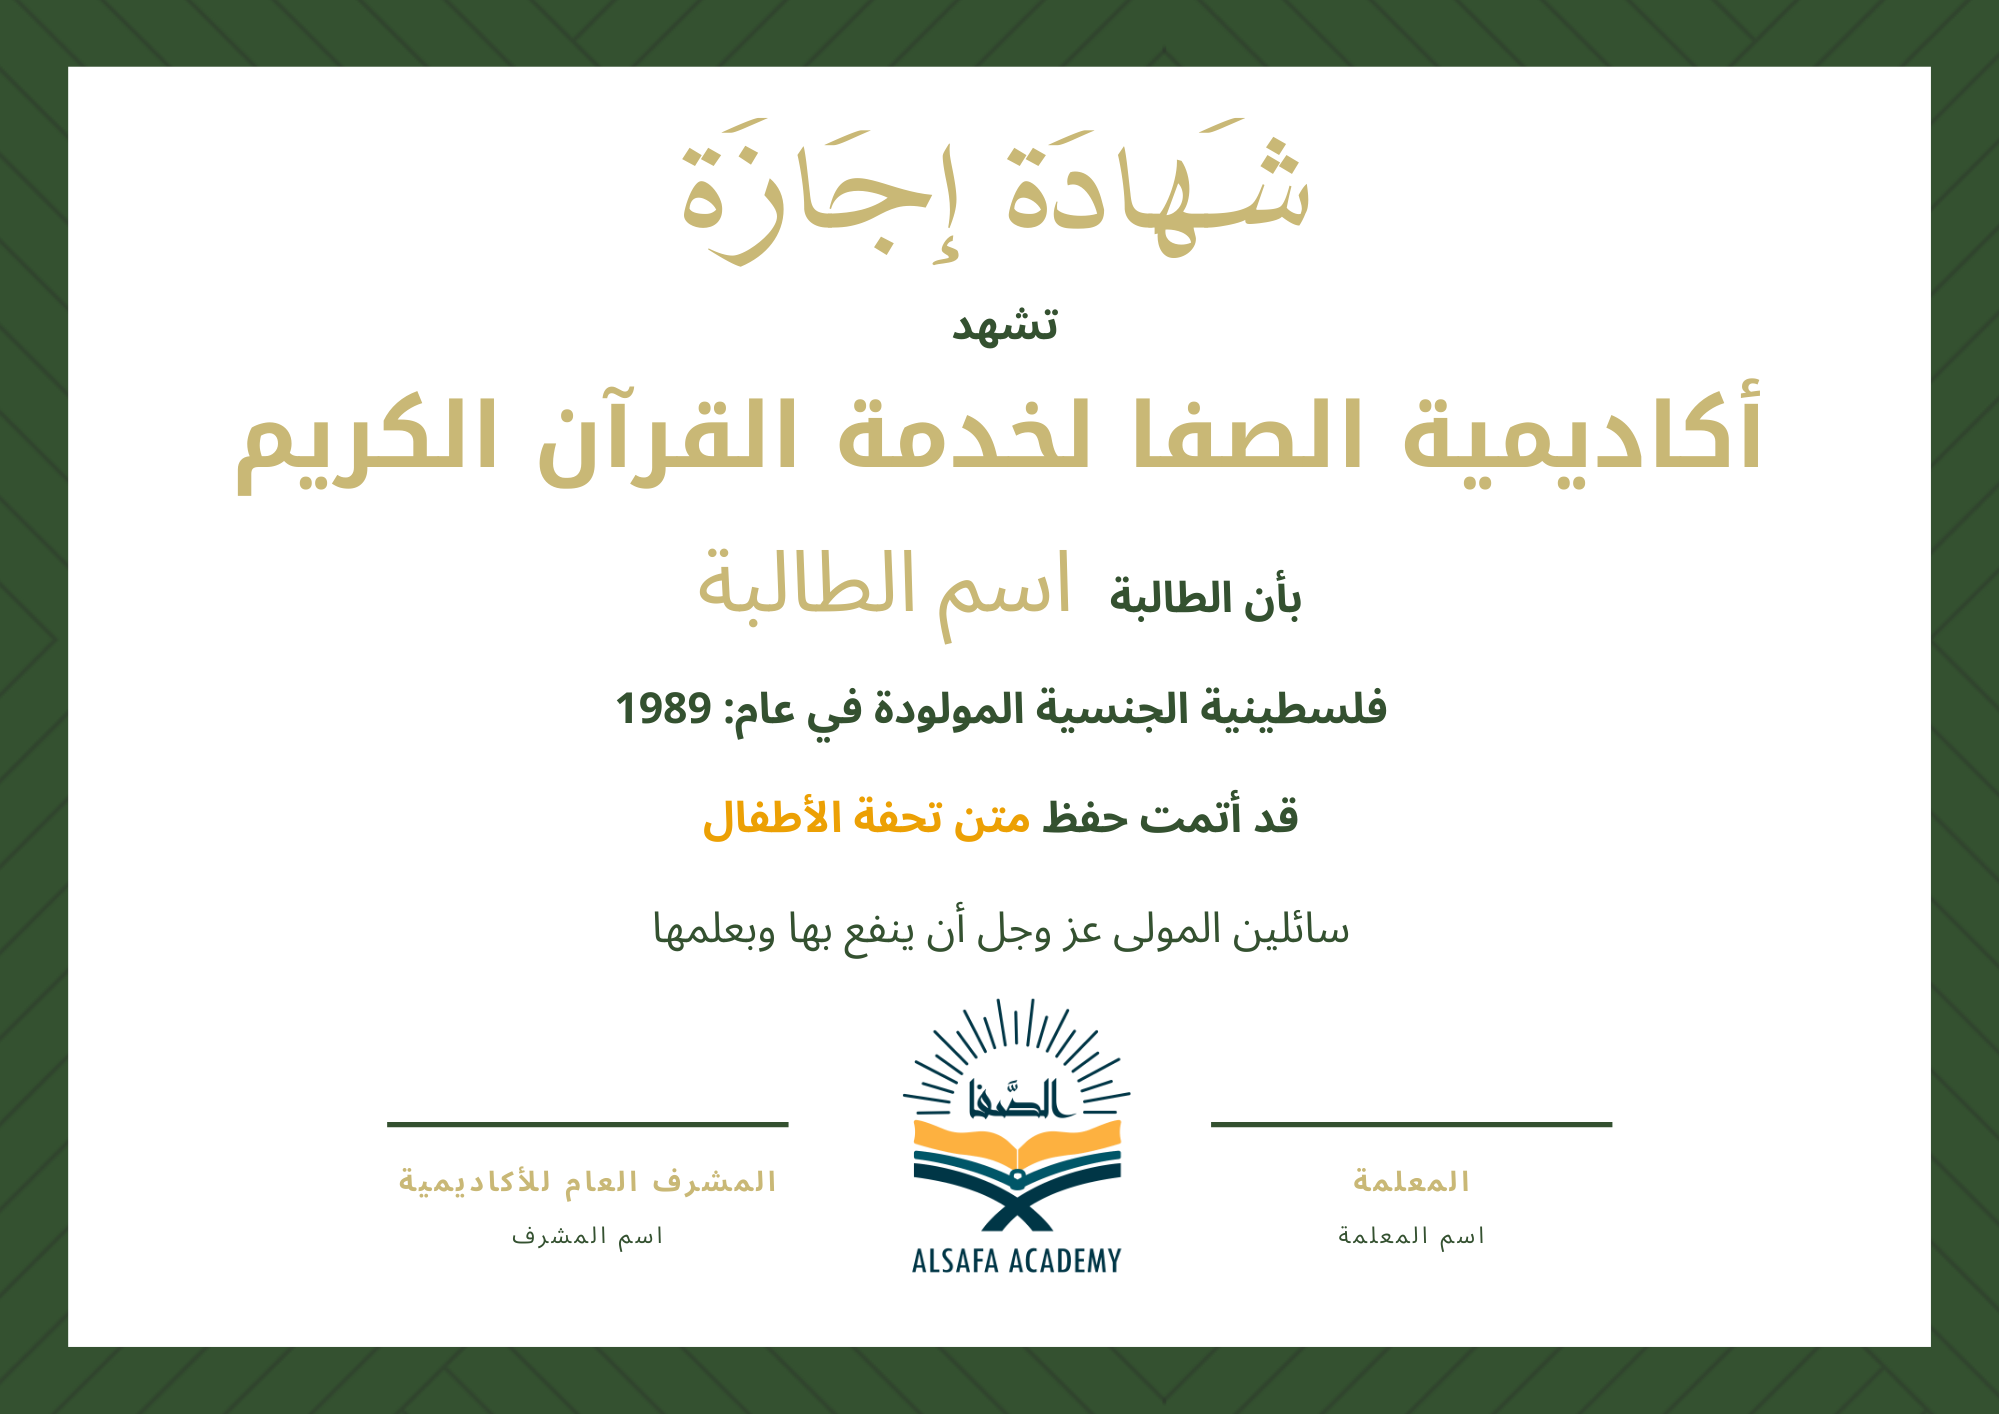 شَهَادَة إِجَازَة
تشهد
أكاديمية الصفا لخدمة القرآن الكريم
بأن الطالبة اسم الطالبة
فلسطينية الجنسية المولودة في عام: 1989
قد أتمت حفظ متن تحفة الأطفال
سائلين المولى عز وجل أن ينفع بها وبعلمها
الصَّفا
ALSAFA ACADEMY
المعلمة
اسم المعلمة
المشرف العام للأكاديمية
اسم المشرف